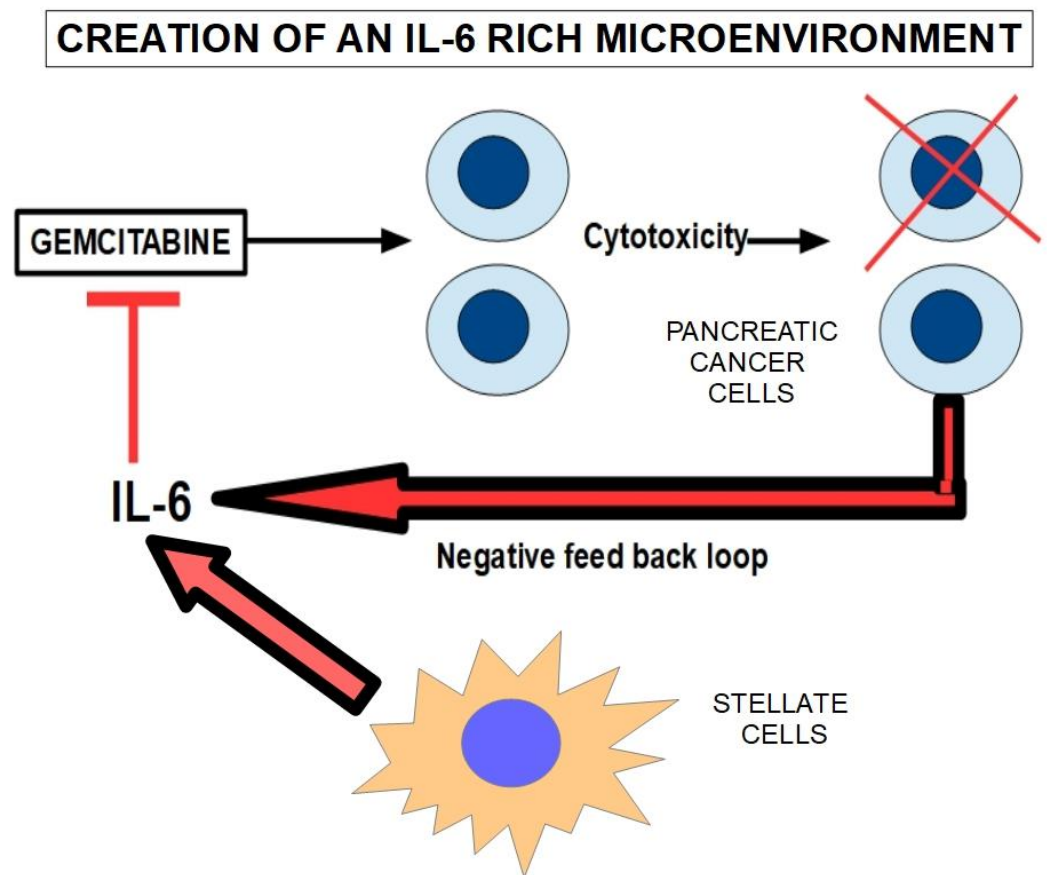 CREATION OF AN IL-6 RICH MICROENVIRONMENT
GEMCITABINE
Cytotoxicity
PANCREATIC
CANCER
CELLS
IL-6
Negative feed back loop
STELLATE
CELLS